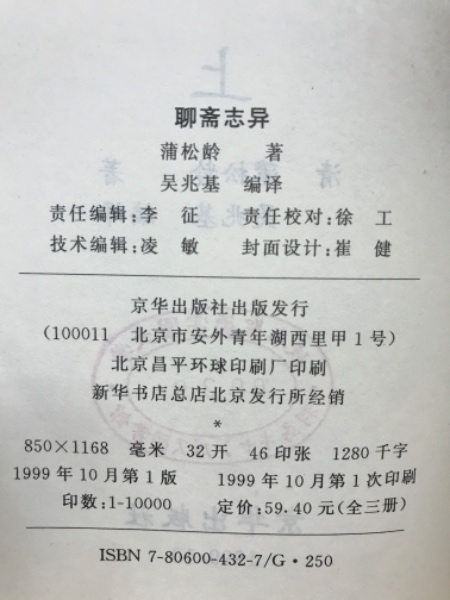 聊斋志异
蒲松龄 著
吴兆基 编译
责任编辑:李 征 责任校对:徐 工
技术编辑:凌 敏 封面设计:崔 健
京华出版社出版发行
(100011 北京市安外青年湖西里甲1号)
北京昌平环球印刷厂印刷
新华书店总店北京发行所经销
*
850×1168 毫米 32开 46印张 1280千字
1999年10月第1版 1999年10月第1次印刷
印数:1-10000 定价:59.40元(全三册)
ISBN 7-80600-432-7/G·250